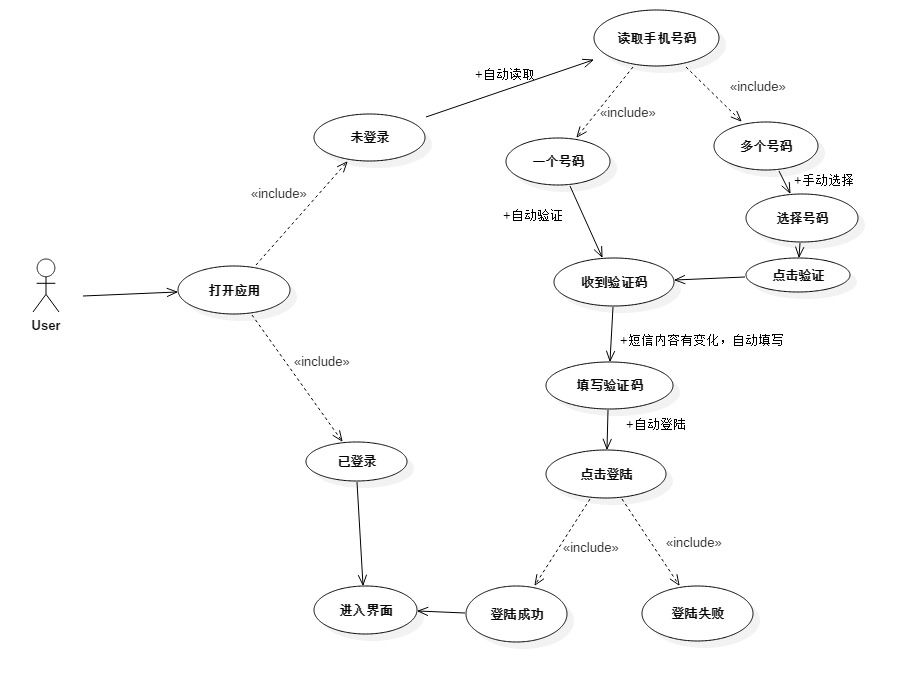 读取手机号码
+自动读取
«include»
«include»
未登录
多个号码
一个号码
+手动选择
«include»
+自动验证
选择号码
点击验证
收到验证码
打开应用
User
+短信内容有变化，自动填写
«include»
填写验证码
+自动登陆
已登录
点击登陆
«include»
«include»
进入界面
登陆成功
登陆失败